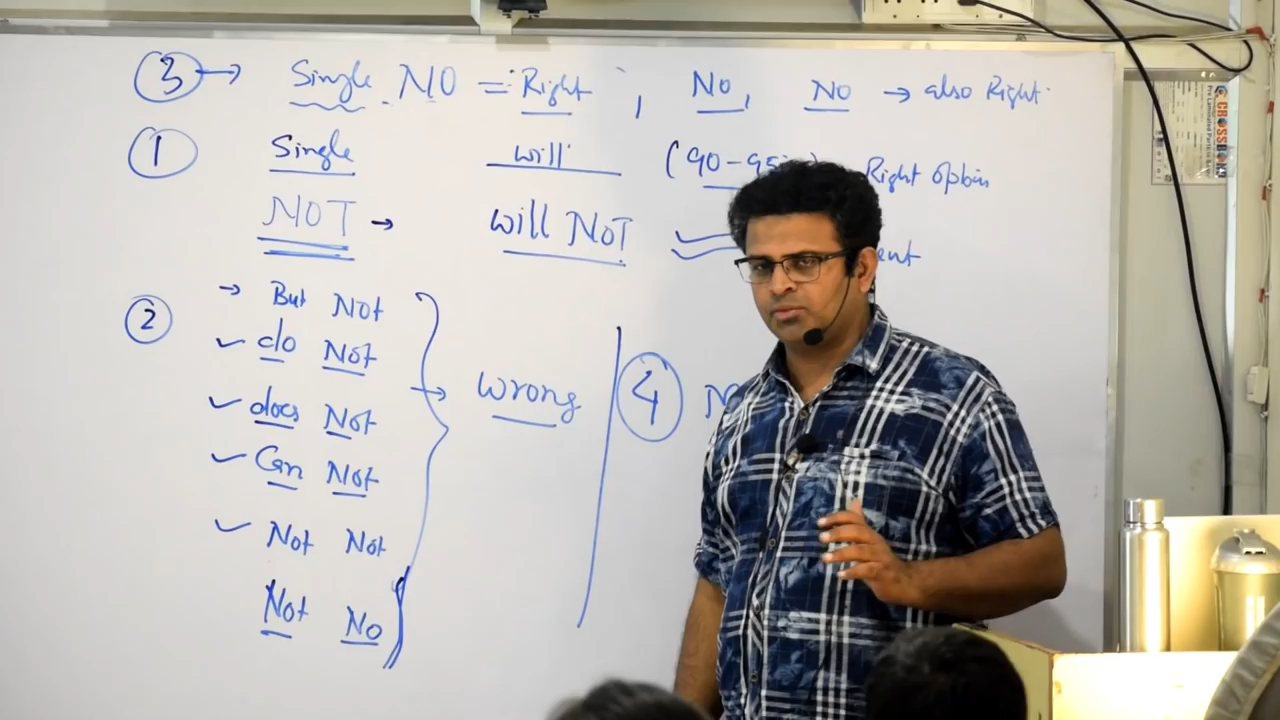 ③ → Single NO = Right , No, No → also Right
① Single will (90-95%) Right option
NOT → will NOT
② → But Not
✓ do Not
✓ does Not
→ wrong
④
✓ Can Not
✓ Not Not
Not No
CROSSBOW